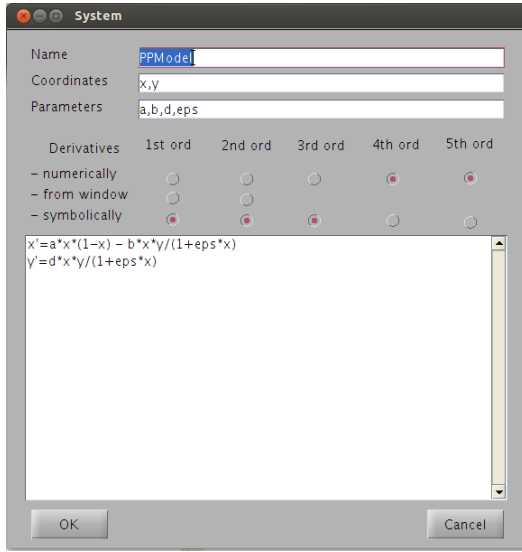 System
Name PPModel
Coordinates x,y
Parameters a,b,d,eps
Derivatives 1st ord 2nd ord 3rd ord 4th ord 5th ord
– numerically
– from window
– symbolically
x'=a*x*(1-x) – b*x*y/(1+eps*x)
y'=d*x*y/(1+eps*x)
OK Cancel